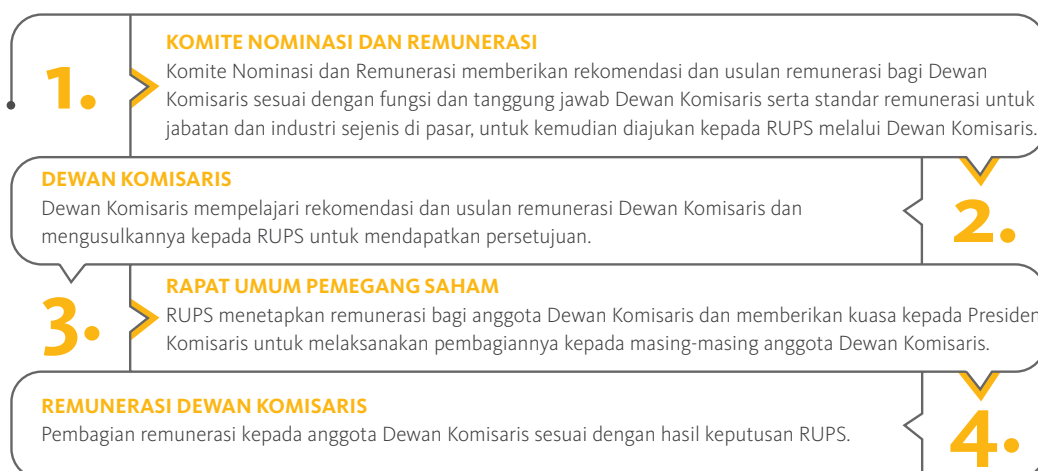 1.
KOMITE NOMINASI DAN REMUNERASI
Komite Nominasi dan Remunerasi memberikan rekomendasi dan usulan remunerasi bagi Dewan
Komisaris sesuai dengan fungsi dan tanggung jawab Dewan Komisaris serta standar remunerasi untuk
jabatan dan industri sejenis di pasar, untuk kemudian diajukan kepada RUPS melalui Dewan Komisaris.
DEWAN KOMISARIS
Dewan Komisaris mempelajari rekomendasi dan usulan remunerasi Dewan Komisaris dan
mengusulkannya kepada RUPS untuk mendapatkan persetujuan.
2.
3.
RAPAT UMUM PEMEGANG SAHAM
RUPS menetapkan remunerasi bagi anggota Dewan Komisaris dan memberikan kuasa kepada Presiden
Komisaris untuk melaksanakan pembagiannya kepada masing-masing anggota Dewan Komisaris.
REMUNERASI DEWAN KOMISARIS
Pembagian remunerasi kepada anggota Dewan Komisaris sesuai dengan hasil keputusan RUPS.
4.